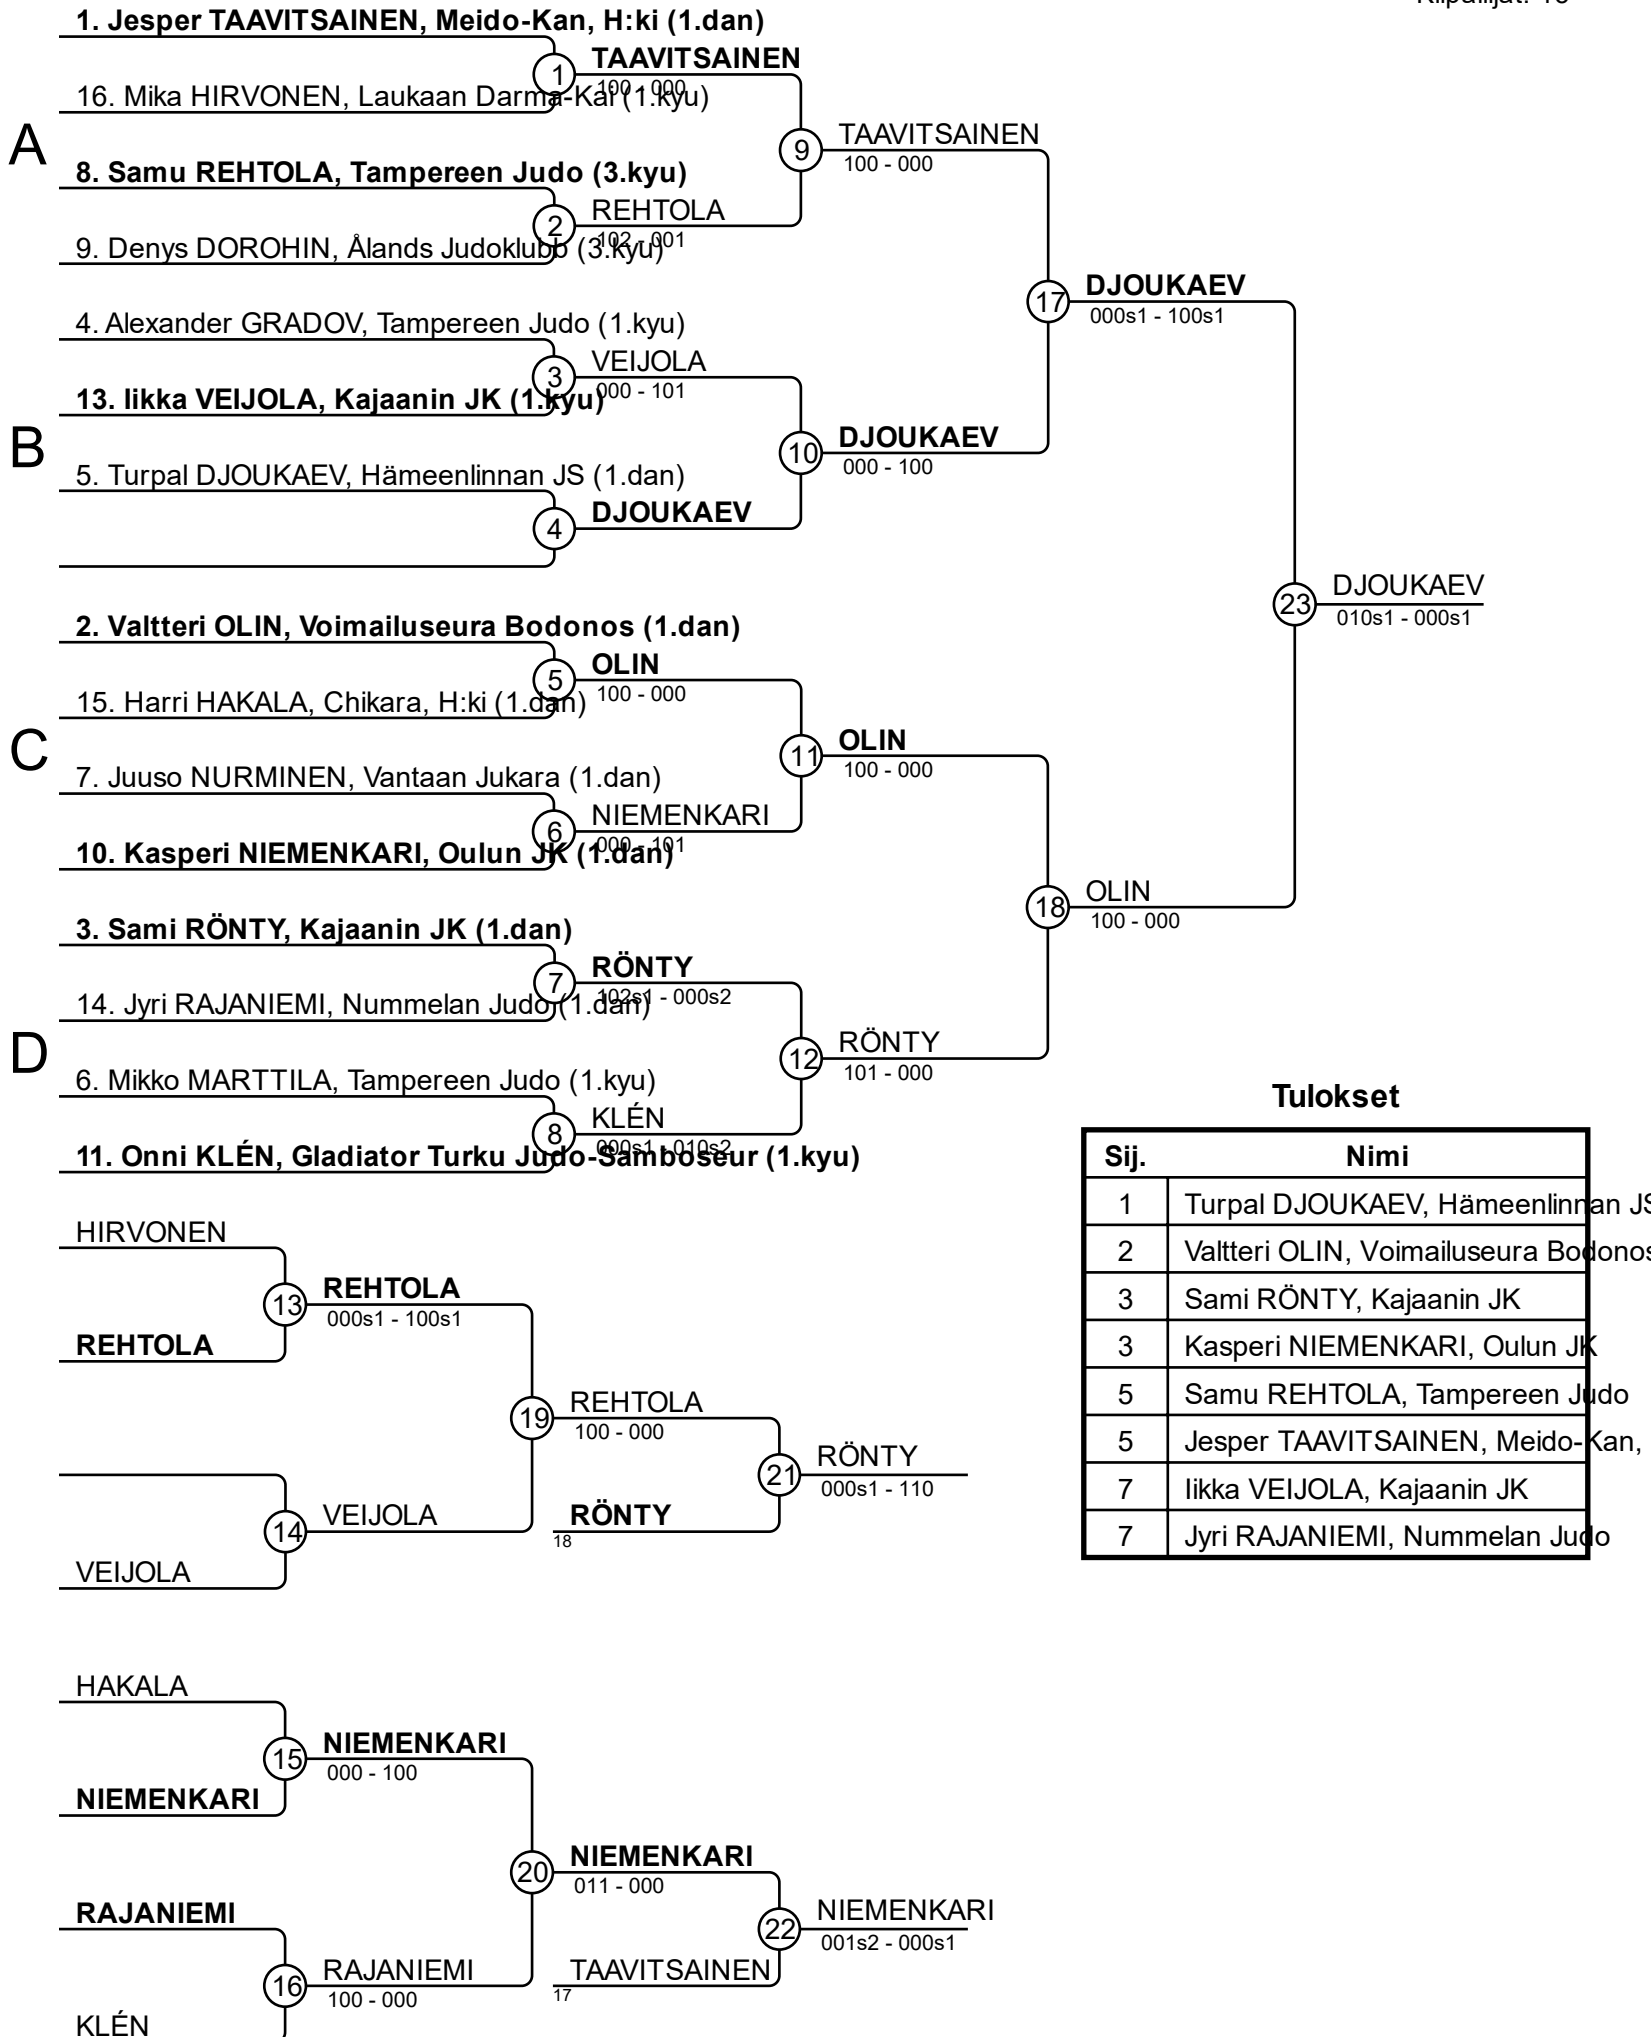 1. Jesper TAAVITSAINEN, Meido-Kan, H:ki (1.dan)
1
TAAVITSAINEN
100 - 000
16. Mika HIRVONEN, Laukaan Darma-Kai (1.kyu)
A
9
TAAVITSAINEN
100 - 000
8. Samu REHTOLA, Tampereen Judo (3.kyu)
2
REHTOLA
102 - 001
9. Denys DOROHIN, Ålands Judoklubb (3.kyu)
17
DJOUKAEV
000s1 - 100s1
4. Alexander GRADOV, Tampereen Judo (1.kyu)
3
VEIJOLA
000 - 101
13. Iikka VEIJOLA, Kajaanin JK (1.kyu)
B
10
DJOUKAEV
000 - 100
5. Turpal DJOUKAEV, Hämeenlinnan JS (1.dan)
4
DJOUKAEV
23
DJOUKAEV
010s1 - 000s1
2. Valtteri OLIN, Voimailuseura Bodonos (1.dan)
5
OLIN
100 - 000
15. Harri HAKALA, Chikara, H:ki (1.dan)
C
11
OLIN
100 - 000
7. Juuso NURMINEN, Vantaan Jukara (1.dan)
6
NIEMENKARI
000 - 101
10. Kasperi NIEMENKARI, Oulun JK (1.dan)
18
OLIN
100 - 000
3. Sami RÖNTY, Kajaanin JK (1.dan)
7
RÖNTY
102s1 - 000s2
14. Jyri RAJANIEMI, Nummelan Judo (1.dan)
D
12
RÖNTY
101 - 000
6. Mikko MARTTILA, Tampereen Judo (1.kyu)
8
KLÉN
000s1 - 010s2
11. Onni KLÉN, Gladiator Turku Judo-Samboseur (1.kyu)
Tulokset
Sij. Nimi
1 Turpal DJOUKAEV, Hämeenlinnan JS
2 Valtteri OLIN, Voimailuseura Bodonos
3 Sami RÖNTY, Kajaanin JK
3 Kasperi NIEMENKARI, Oulun JK
5 Samu REHTOLA, Tampereen Judo
5 Jesper TAAVITSAINEN, Meido-Kan,
7 Iikka VEIJOLA, Kajaanin JK
7 Jyri RAJANIEMI, Nummelan Judo
HIRVONEN
13
REHTOLA
000s1 - 100s1
REHTOLA
19
REHTOLA
100 - 000
21
RÖNTY
000s1 - 110
14
VEIJOLA
RÖNTY
18
VEIJOLA
HAKALA
15
NIEMENKARI
000 - 100
NIEMENKARI
20
NIEMENKARI
011 - 000
RAJANIEMI
22
NIEMENKARI
001s2 - 000s1
16
RAJANIEMI
100 - 000
TAAVITSAINEN
17
KLÉN